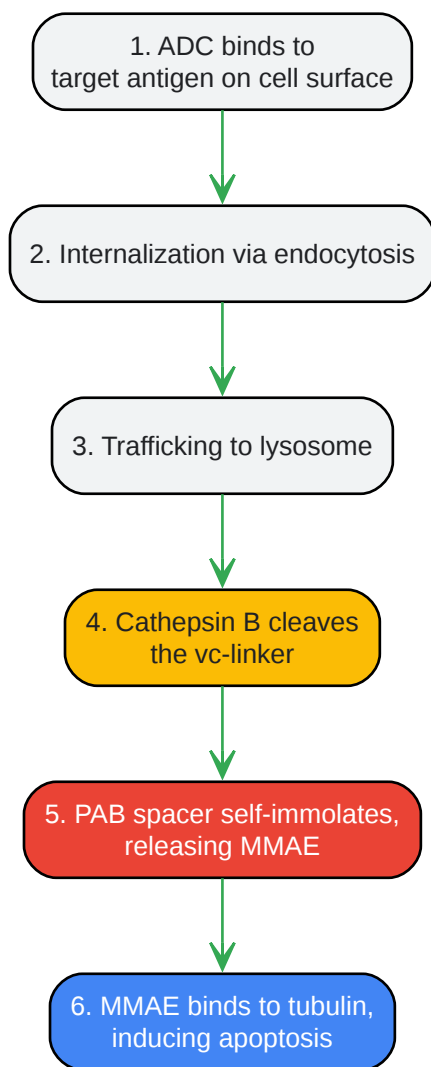 1. ADC binds to
target antigen on cell surface
2. Internalization via endocytosis
3. Trafficking to lysosome
4. Cathepsin B cleaves
the vc-linker
5. PAB spacer self-immolates,
releasing MMAE
6. MMAE binds to tubulin,
inducing apoptosis